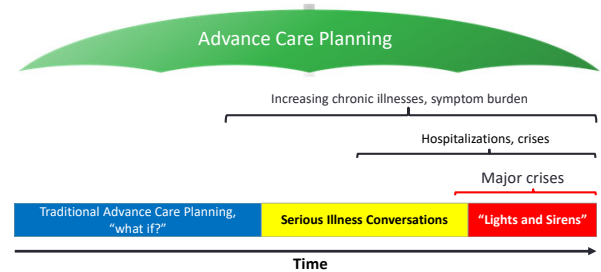 Advance Care Planning
Increasing chronic illnesses, symptom burden
Hospitalizations, crises
Major crises
Traditional Advance Care Planning,
“what if?”
Serious Illness Conversations
“Lights and Sirens”
Time